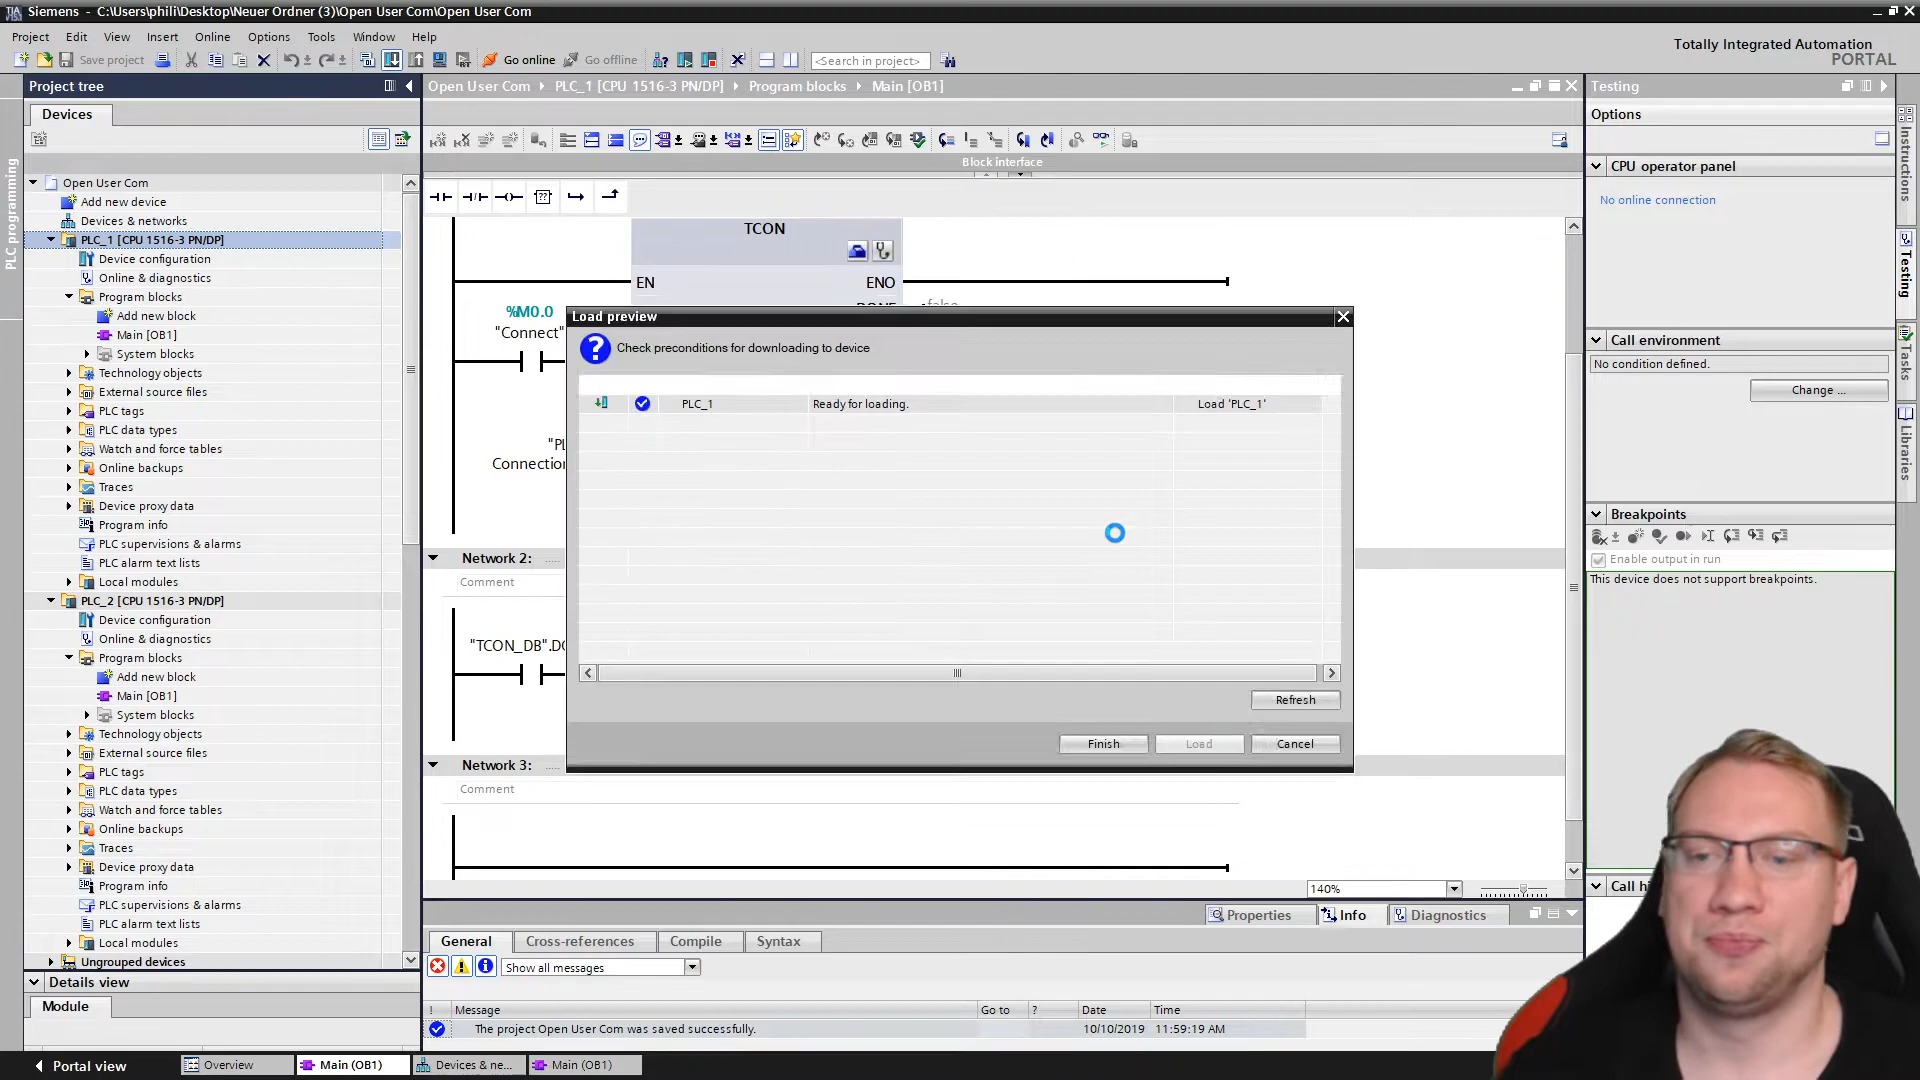 Siemens - C:\Users\phili\Desktop\Neuer Ordner (3)\Open User Com\Open User Com
Project Edit View Insert Online Options Tools Window Help
Totally Integrated Automation
PORTAL
Save project
Go online
Go offline
<Search in project>
Project tree
Open User Com PLC_1 [CPU 1516-3 PN/DP] Program blocks Main [OB1]
Testing
Devices
Options
PLC programming
Block interface
CPU operator panel
No online connection
Open User Com
Add new device
Devices & networks
PLC_1 [CPU 1516-3 PN/DP]
Device configuration
Online & diagnostics
Program blocks
Add new block
Main [OB1]
System blocks
Technology objects
External source files
PLC tags
PLC data types
Watch and force tables
Online backups
Traces
Device proxy data
Program info
PLC supervisions & alarms
PLC alarm text lists
Local modules
PLC_2 [CPU 1516-3 PN/DP]
Device configuration
Online & diagnostics
Program blocks
Add new block
Main [OB1]
System blocks
Technology objects
External source files
PLC tags
PLC data types
Watch and force tables
Online backups
Traces
Device proxy data
Program info
PLC supervisions & alarms
PLC alarm text lists
Local modules
Ungrouped devices
Details view
Module
TCON
EN ENO
%M0.0
"Connect"
Connection
Network 2:
Comment
"TCON_DB".DO
Network 3:
Comment
140%
Load preview
? Check preconditions for downloading to device
PLC_1 Ready for loading. Load 'PLC_1'
Refresh
Finish Load Cancel
Call environment
No condition defined.
Change ...
Breakpoints
Enable output in run
This device does not support breakpoints.
Call hi
Instructions
Testing
Tasks
Libraries
Properties Info Diagnostics
General Cross-references Compile Syntax
Show all messages
! Message Go to ? Date Time
The project Open User Com was saved successfully. 10/10/2019 11:59:19 AM
Portal view Overview Main (OB1) Devices & ne... Main (OB1)